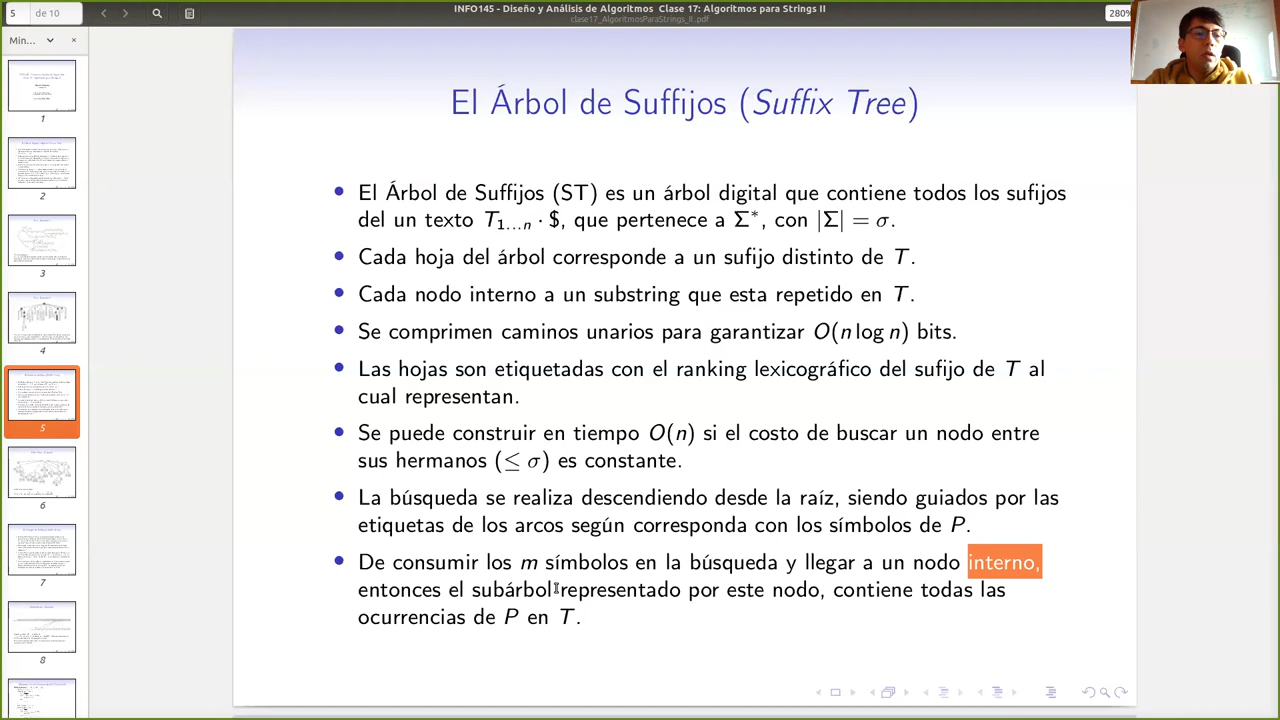 5 de 10
INFO145 - Diseño y Análisis de Algoritmos Clase 17: Algoritmos para Strings II
clase17_AlgoritmosParaStrings_II.pdf
280%
Min...
1
2
3
4
5
6
7
8
El Árbol de Suffijos (Suffix Tree)
El Árbol de Sufijos (ST) es un árbol digital que contiene todos los sufijos
del un texto T1...n · $, que pertenece a Σ*, con |Σ| = σ.
Cada hoja del árbol corresponde a un sufijo distinto de T.
Cada nodo interno a un substring que esta repetido en T.
Se comprimen caminos unarios para garantizar O(n log n) bits.
Las hojas son etiquetadas con el ranking lexicográfico del sufijo de T al
cual representan.
Se puede construir en tiempo O(n) si el costo de buscar un nodo entre
sus hermanos (≤ σ) es constante.
La búsqueda se realiza descendiendo desde la raíz, siendo guiados por las
etiquetas de los arcos según corresponda con los símbolos de P.
De consumir los m símbolos en la búsqueda y llegar a un nodo interno,
entonces el subárbol representado por este nodo, contiene todas las
ocurrencias de P en T.